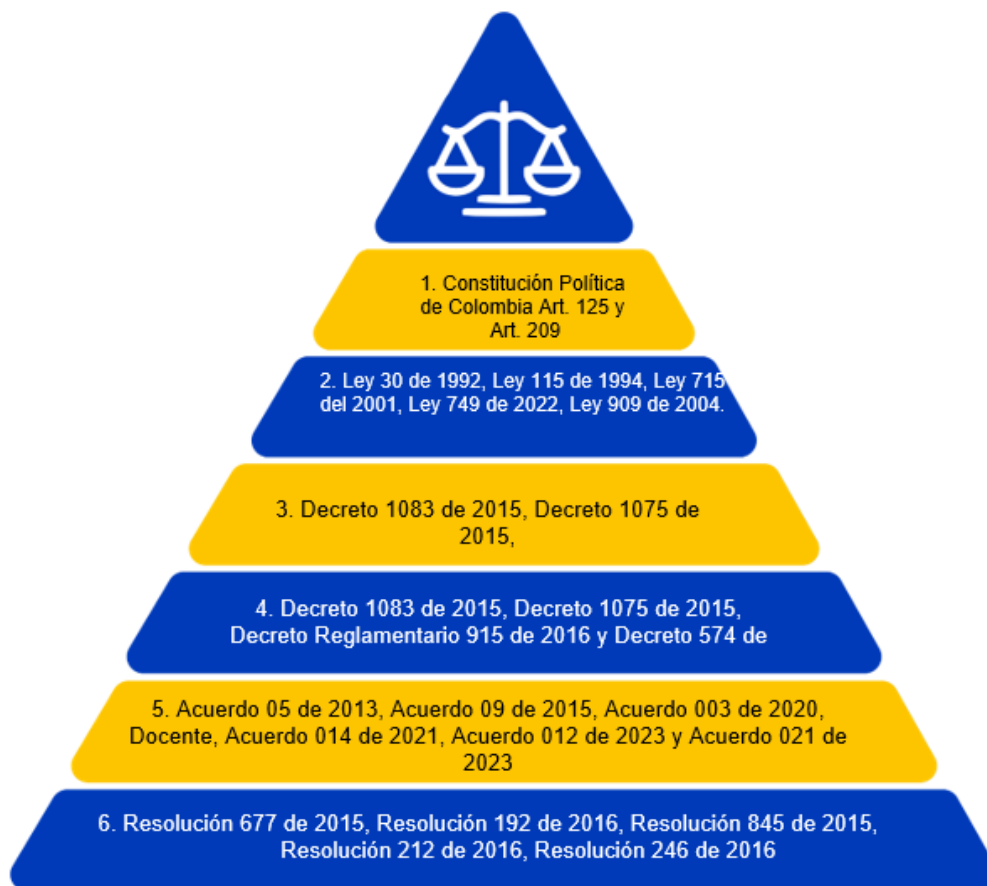 1. Constitución Política
de Colombia Art. 125 y
Art. 209
2. Ley 30 de 1992, Ley 115 de 1994, Ley 715
del 2001, Ley 749 de 2022, Ley 909 de 2004.
3. Decreto 1083 de 2015, Decreto 1075 de
2015,
4. Decreto 1083 de 2015, Decreto 1075 de 2015,
Decreto Reglamentario 915 de 2016 y Decreto 574 de
5. Acuerdo 05 de 2013, Acuerdo 09 de 2015, Acuerdo 003 de 2020,
Docente, Acuerdo 014 de 2021, Acuerdo 012 de 2023 y Acuerdo 021 de
2023
6. Resolución 677 de 2015, Resolución 192 de 2016, Resolución 845 de 2015,
Resolución 212 de 2016, Resolución 246 de 2016